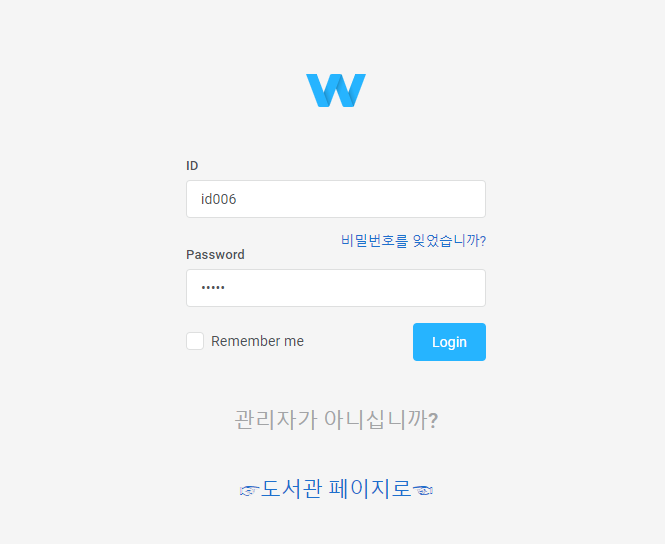 W
ID
id006
비밀번호를 잊었습니까?
Password
•••••
Remember me
Login
관리자가 아니십니까?
☞도서관 페이지로☜